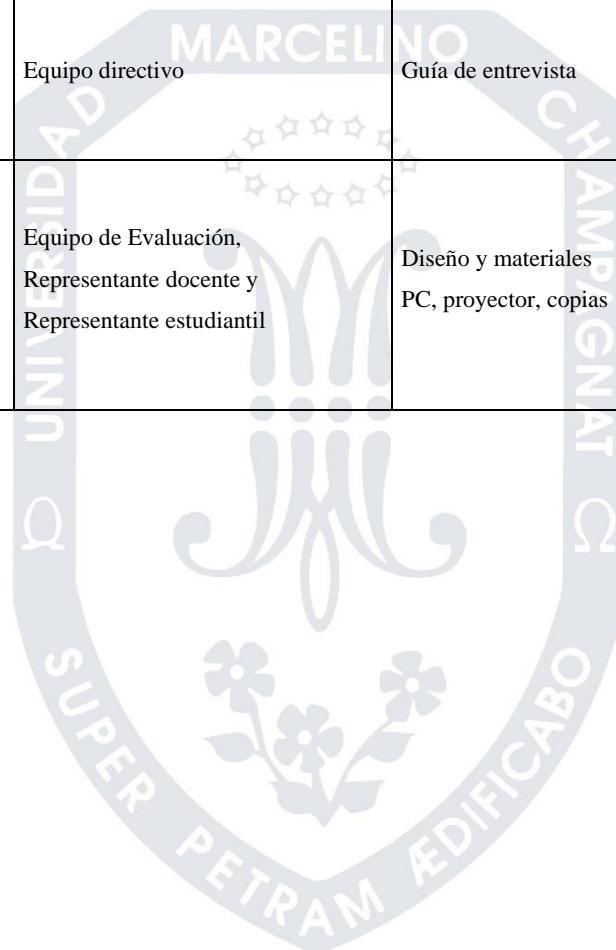 MARCELINO
Equipo directivo
Guía de entrevista
Equipo de Evaluación,
Representante docente y
Representante estudiantil
Diseño y materiales
PC, proyector, copias
UNIVERSIDAD
CHAMPAGNAT
Ω
Ω
SUPER PETRAM ÆDIFICABO